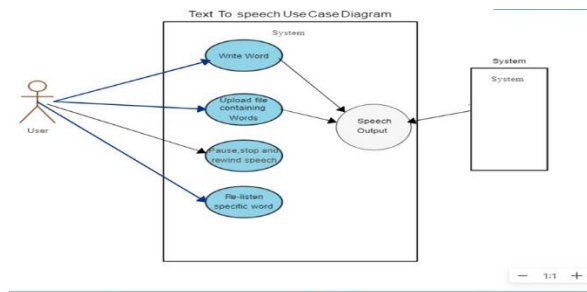 Text To speech Use Case Diagram
System
Write Word
Upload file
containing
Words
Pause,stop and
rewind speech
Re-listen
specific word
Speech
Output
User
System
System
− 1:1 +